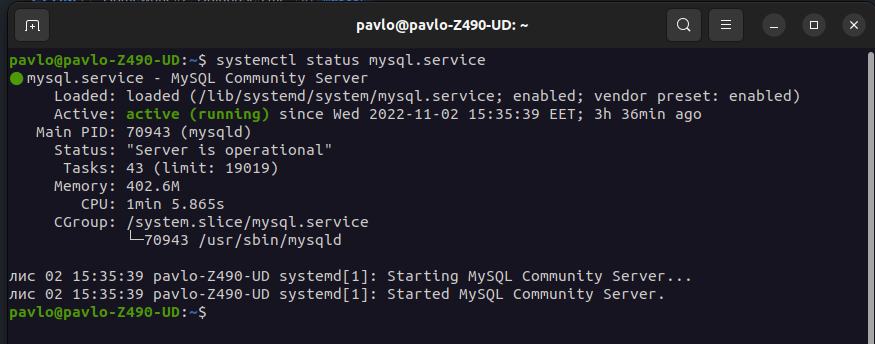 pavlo@pavlo-Z490-UD: ~
pavlo@pavlo-Z490-UD:~$ systemctl status mysql.service
● mysql.service - MySQL Community Server
     Loaded: loaded (/lib/systemd/system/mysql.service; enabled; vendor preset: enabled)
     Active: active (running) since Wed 2022-11-02 15:35:39 EET; 3h 36min ago
   Main PID: 70943 (mysqld)
     Status: "Server is operational"
      Tasks: 43 (limit: 19019)
     Memory: 402.6M
        CPU: 1min 5.865s
     CGroup: /system.slice/mysql.service
             └─70943 /usr/sbin/mysqld
лис 02 15:35:39 pavlo-Z490-UD systemd[1]: Starting MySQL Community Server...
лис 02 15:35:39 pavlo-Z490-UD systemd[1]: Started MySQL Community Server.
pavlo@pavlo-Z490-UD:~$